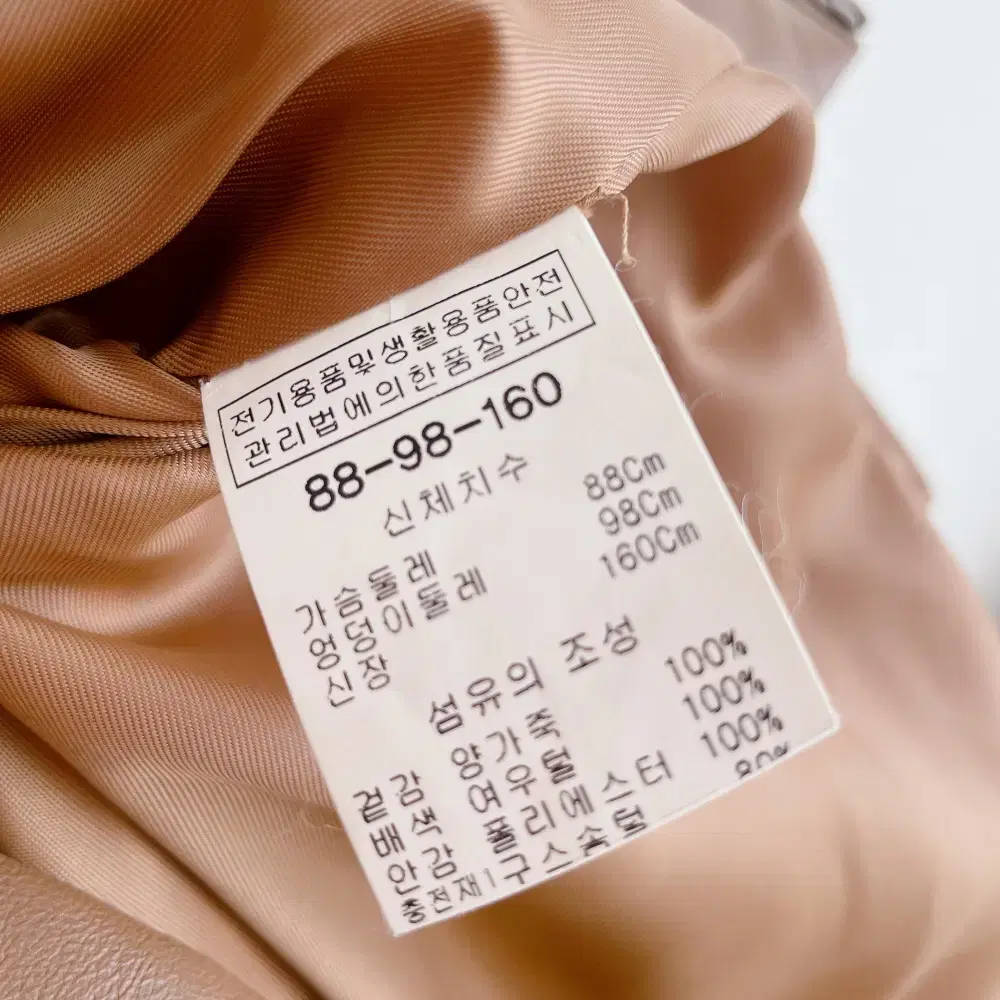 전기용품및생활용품안전
관리법에의한품질표시
88-98-160
신체치수
가슴둘레 88Cm
엉덩이둘레 98Cm
신장 160Cm
섬유의 조성
겉감 양가죽 100%
배색 여우털 100%
안감 폴리에스터 100%
충전재1구스솜털 80%